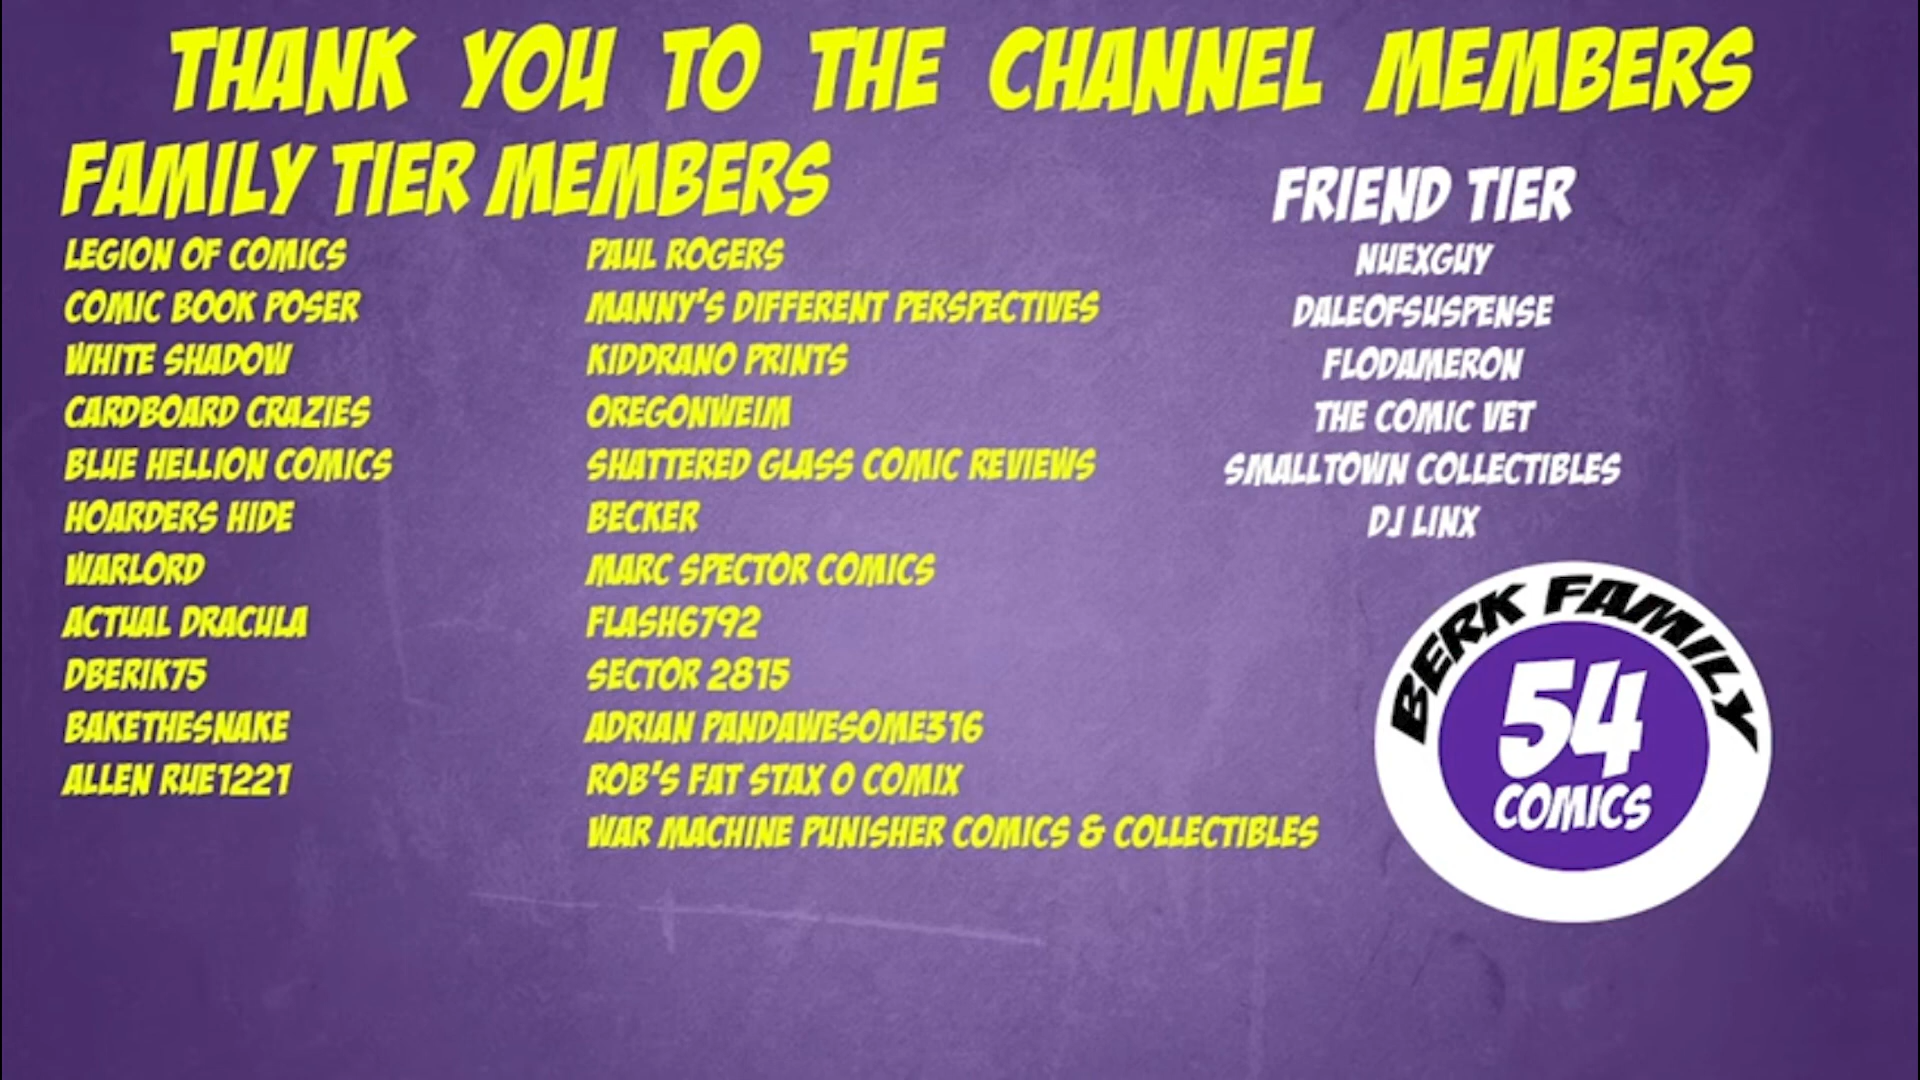 THANK YOU TO THE CHANNEL MEMBERS
FAMILY TIER MEMBERS
LEGION OF COMICS
COMIC BOOK POSER
WHITE SHADOW
CARDBOARD CRAZIES
BLUE HELLION COMICS
HOARDERS HIDE
WARLORD
ACTUAL DRACULA
DBERIK75
BAKETHESNAKE
ALLEN RUE1221
PAUL ROGERS
MANNY'S DIFFERENT PERSPECTIVES
KIDDRANO PRINTS
OREGONWEIM
SHATTERED GLASS COMIC REVIEWS
BECKER
MARC SPECTOR COMICS
FLASH6792
SECTOR 2815
ADRIAN PANDAWESOME316
ROB'S FAT STAX O COMIX
WAR MACHINE PUNISHER COMICS & COLLECTIBLES
FRIEND TIER
NUEXGUY
DALEOFSUSPENSE
FLODAMERON
THE COMIC VET
SMALLTOWN COLLECTIBLES
DJ LINX
BERK FAMILY
54
COMICS